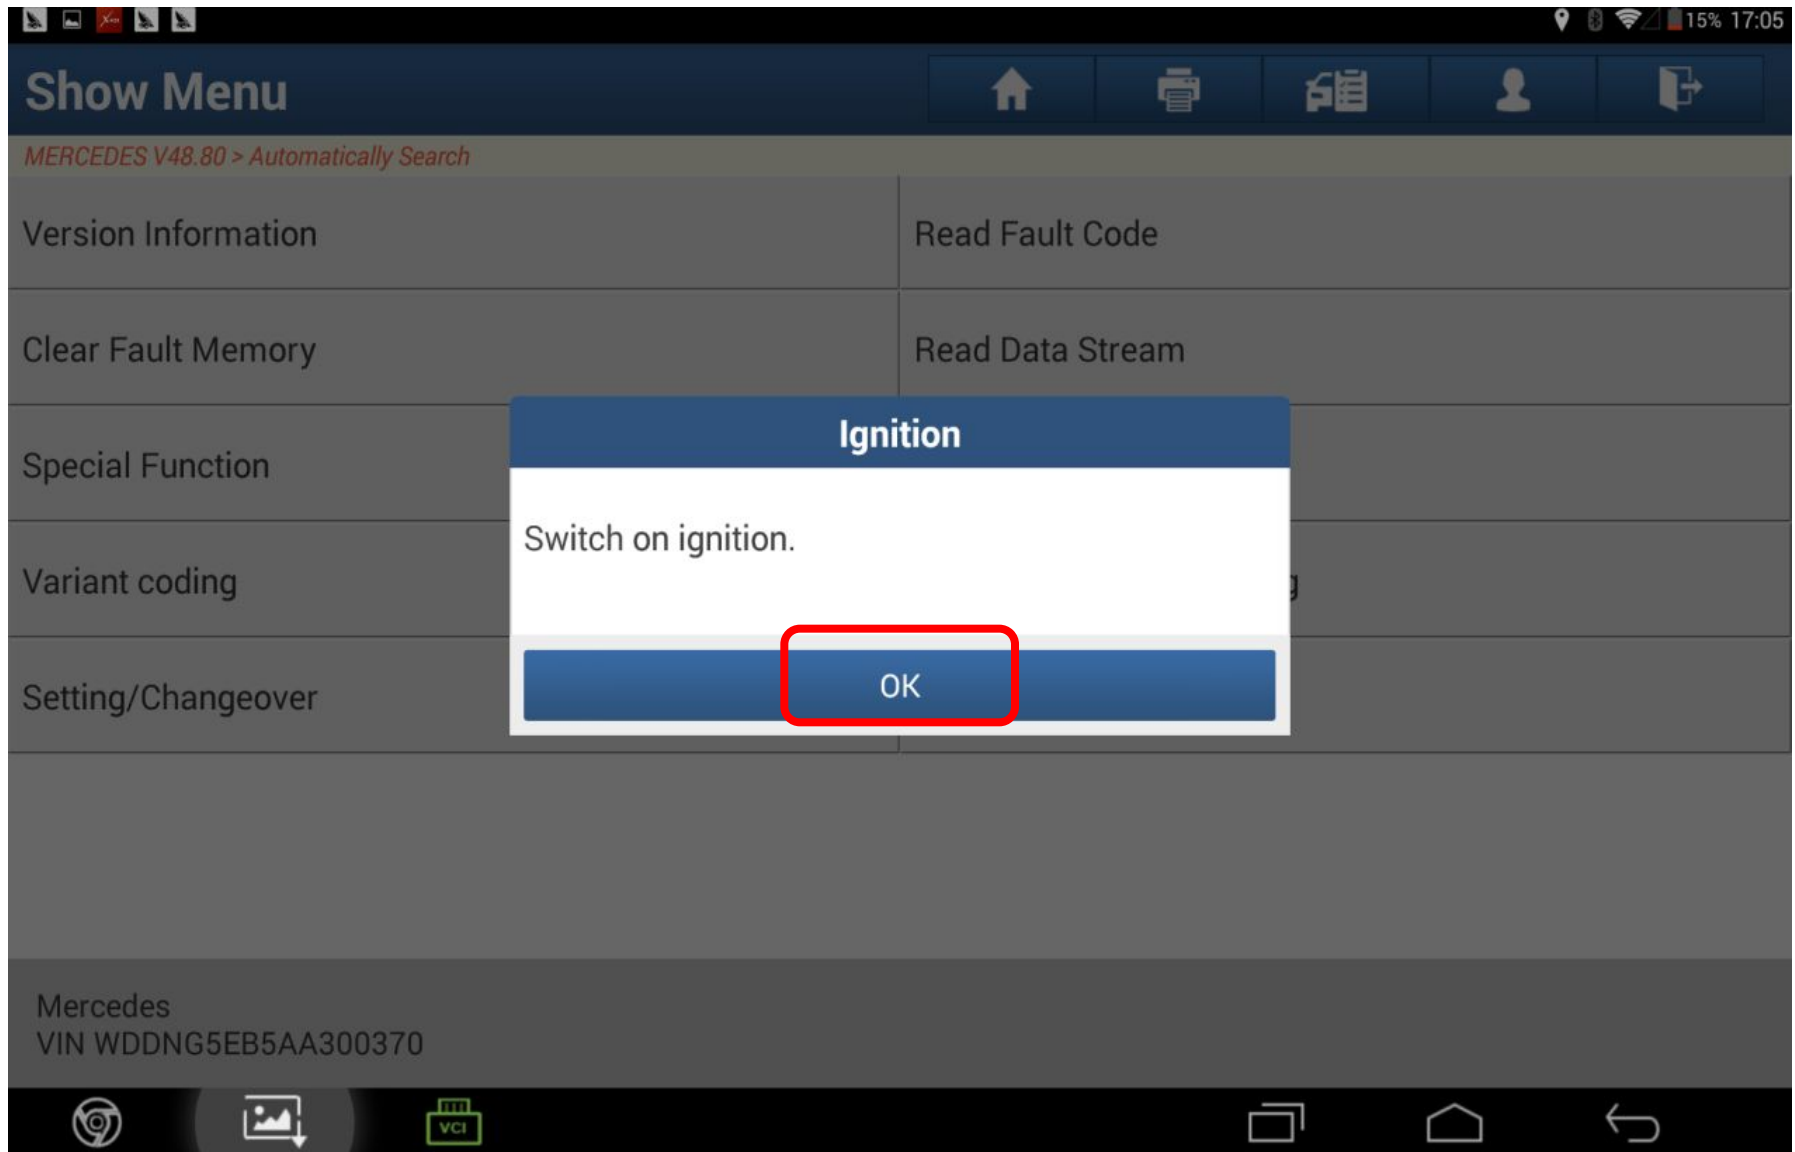 15% 17:05
Show Menu
MERCEDES V48.80 > Automatically Search
Version Information
Read Fault Code
Clear Fault Memory
Read Data Stream
Special Function
Variant coding
Setting/Changeover
Ignition
Switch on ignition.
OK
Mercedes
VIN WDDNG5EB5AA300370
VCI